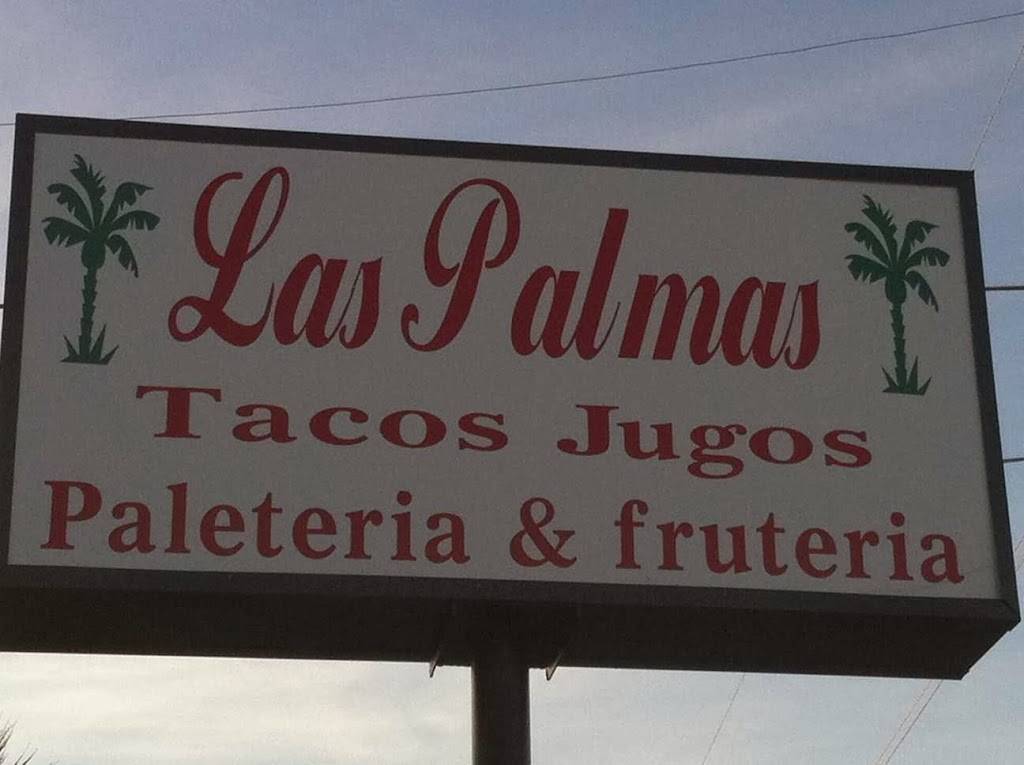 Las Palmas
Tacos Jugos
Paleteria & fruteria